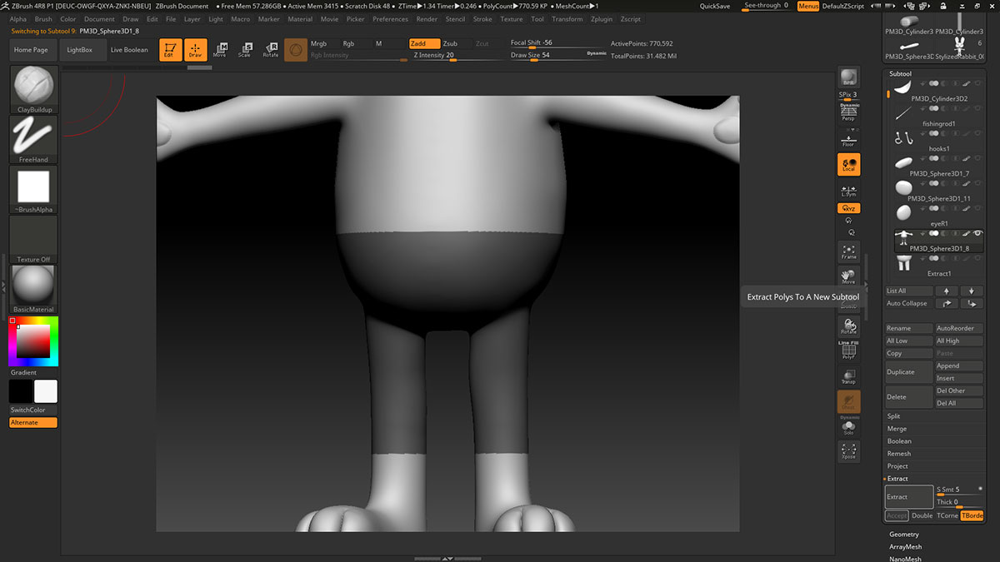 ZBrush 4R8 P1 [DEUC-OWGF-QXYA-ZNKI-NBEU] ZBrush Document • Free Mem 57.286GB • Active Mem 3415 • Scratch Disk 48 • ZTime▶1.34 Timer▶0.246 • PolyCount▶770.59 KP • MeshCount▶1 QuickSave See-through 0 Menus DefaultZScript
Alpha Brush Color Document Draw Edit File Layer Light Macro Marker Material Movie Picker Preferences Render Stencil Stroke Texture Tool Transform Zplugin Zscript
Switching to Subtool 9: PM3D_Sphere3D1_8
Home Page LightBox Live Boolean Edit Draw Move Scale Rotate
Mrgb Rgb M Zadd Zsub Zcut
Rgb Intensity Z Intensity 20
Focal Shift -56
Draw Size 54 Dynamic
ActivePoints: 770,592
TotalPoints: 31.482 Mil
ClayBuildup
FreeHand
~BrushAlpha
Texture Off
BasicMaterial
Gradient
SwitchColor
Alternate
BPR
SPix 3
Dynamic
Persp
Floor
Local
L.Sym
XYZ
Frame
Move
Extract Polys To A New Subtool
Rotate
Line Fill
PolyF
Transp
Ghost
Dynamic
Solo
Xpose
PM3D_Cylinder3 PM3D_Cylinder3
6
PM3D_Sphere3D StylizedRabbit_00
Subtool
PM3D_Cylinder3D2
fishingrod1
hooks1
PM3D_Sphere3D1_7
PM3D_Sphere3D1_11
eyeR1
PM3D_Sphere3D1_8
Extract1
List All
Auto Collapse
Rename AutoReorder
All Low All High
Copy Paste
Duplicate Append
Insert
Delete Del Other
Del All
Split
Merge
Boolean
Remesh
Project
Extract
Extract S Smt 5
Thick 0
Accept Double TCorne TBorde
Geometry
ArrayMesh
NanoMesh